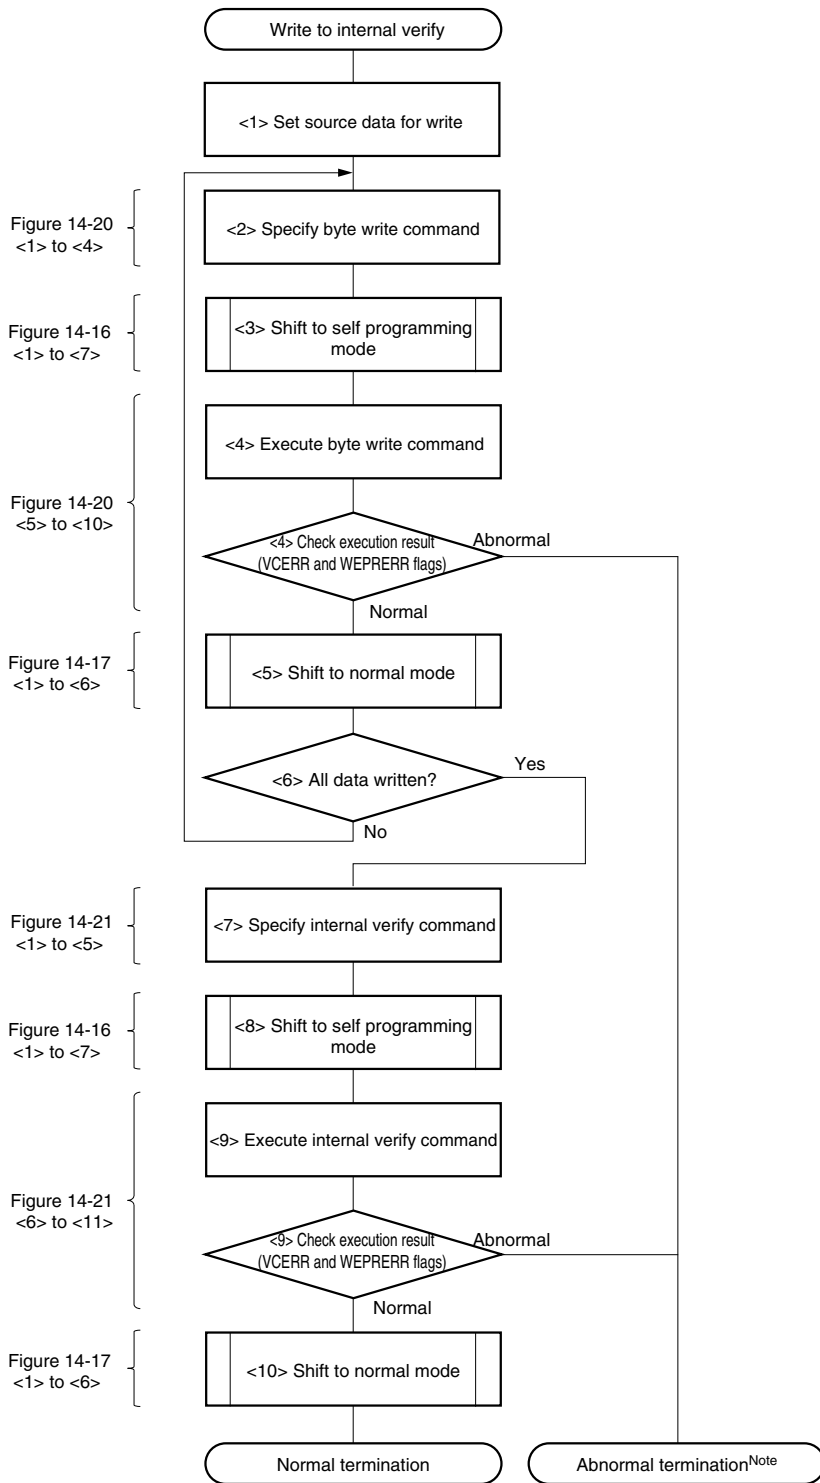 Write to internal verify
<1> Set source data for write
Figure 14-20
<1> to <4>
<2> Specify byte write command
Figure 14-16
<1> to <7>
<3> Shift to self programming
mode
<4> Execute byte write command
Figure 14-20
<5> to <10>
<4> Check execution result
(VCERR and WEPRERR flags)
Abnormal
Normal
Figure 14-17
<1> to <6>
<5> Shift to normal mode
<6> All data written?
Yes
No
Figure 14-21
<1> to <5>
<7> Specify internal verify command
Figure 14-16
<1> to <7>
<8> Shift to self programming
mode
<9> Execute internal verify command
Figure 14-21
<6> to <11>
<9> Check execution result
(VCERR and WEPRERR flags)
Abnormal
Normal
Figure 14-17
<1> to <6>
<10> Shift to normal mode
Normal termination
Abnormal terminationNote